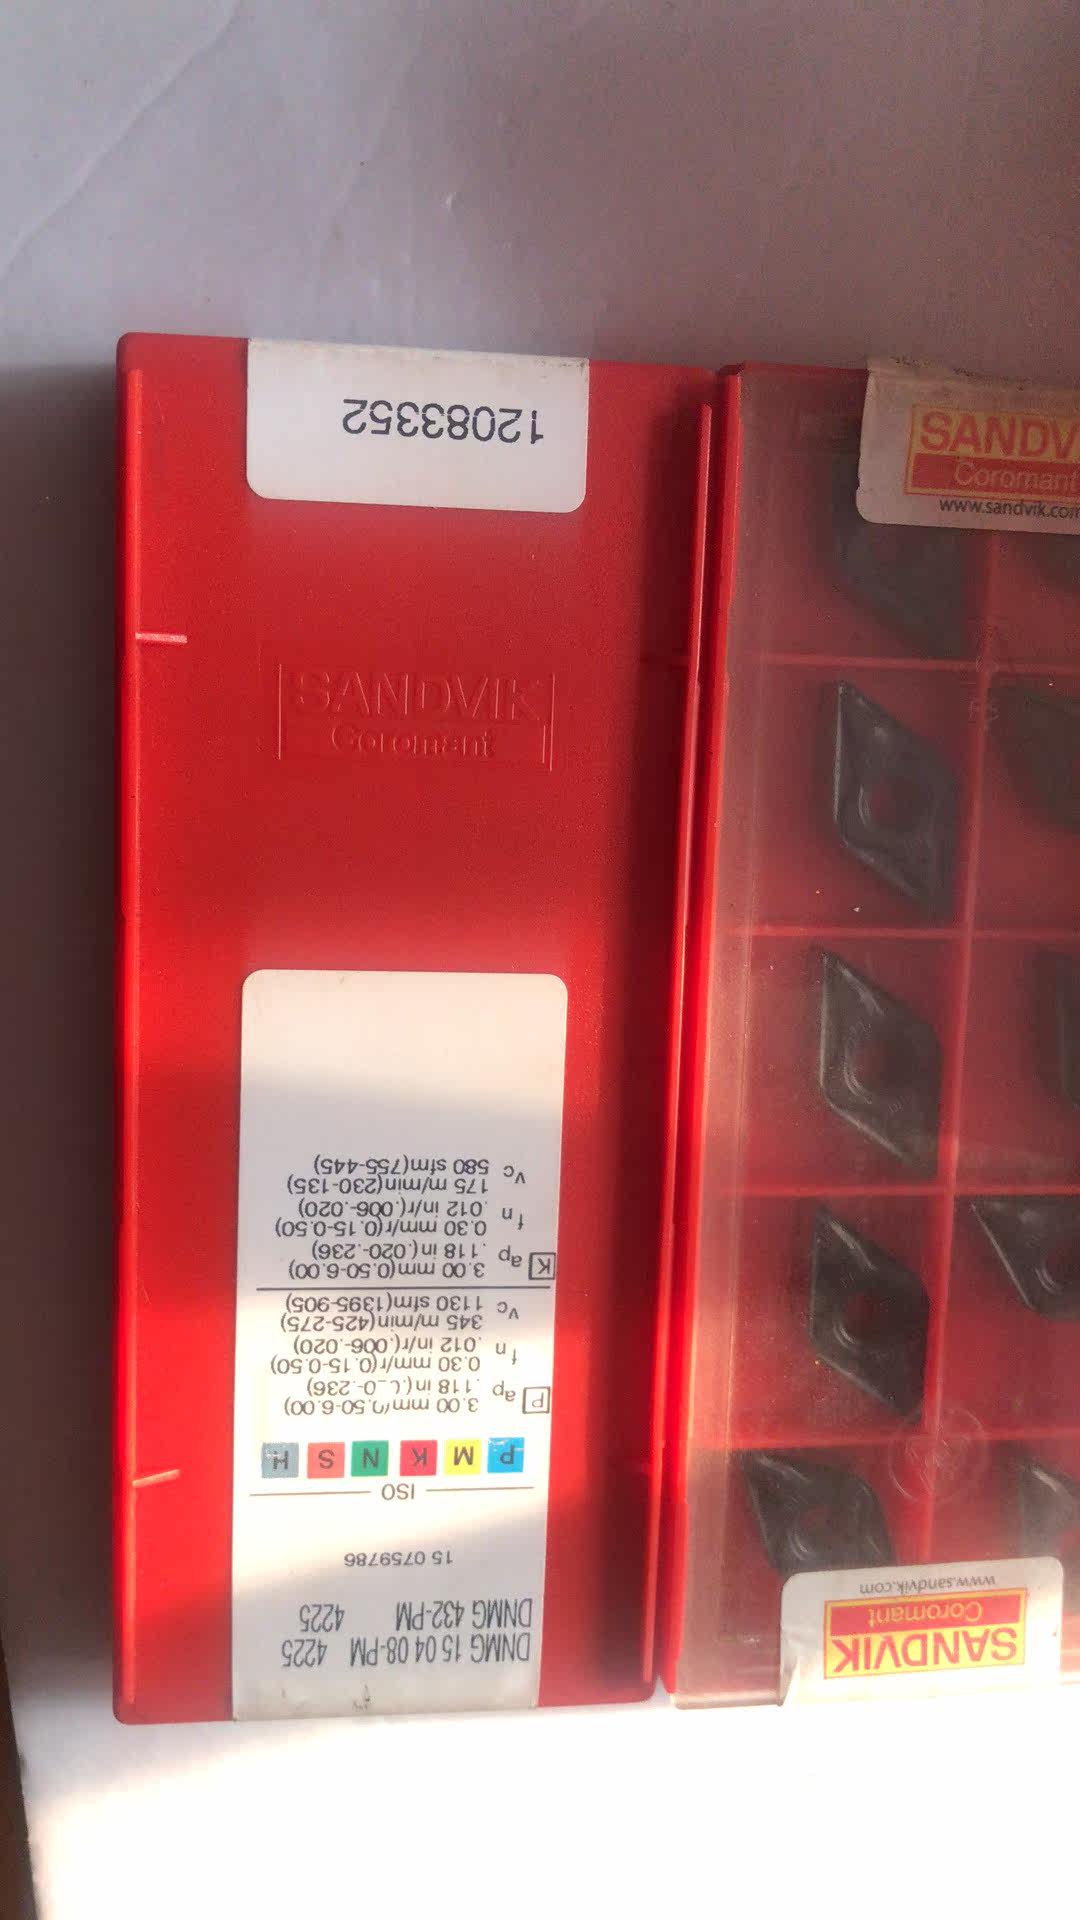 DNMG 15 04 08-PM 4225
DNMG 432-PM 4225
15 0759786
ISO
P M K N S H
P ap 3.00 mm(0.50-6.00)
.118 in(. 0-.236)
fn 0.30 mm/r(0.15-0.50)
.012 in/r(.006-.020)
Vc 345 m/min(425-275)
1130 sfm(1395-905)
K ap 3.00 mm(0.50-6.00)
.118 in(.020-.236)
fn 0.30 mm/r(0.15-0.50)
.012 in/r(.006-.020)
Vc 175 m/min(230-135)
580 sfm(755-445)
SANDVIK
Coromant
12083352
SANDVIK
Coromant
www.sandvik.com
SANDV
Coromant
www.sandvik.com